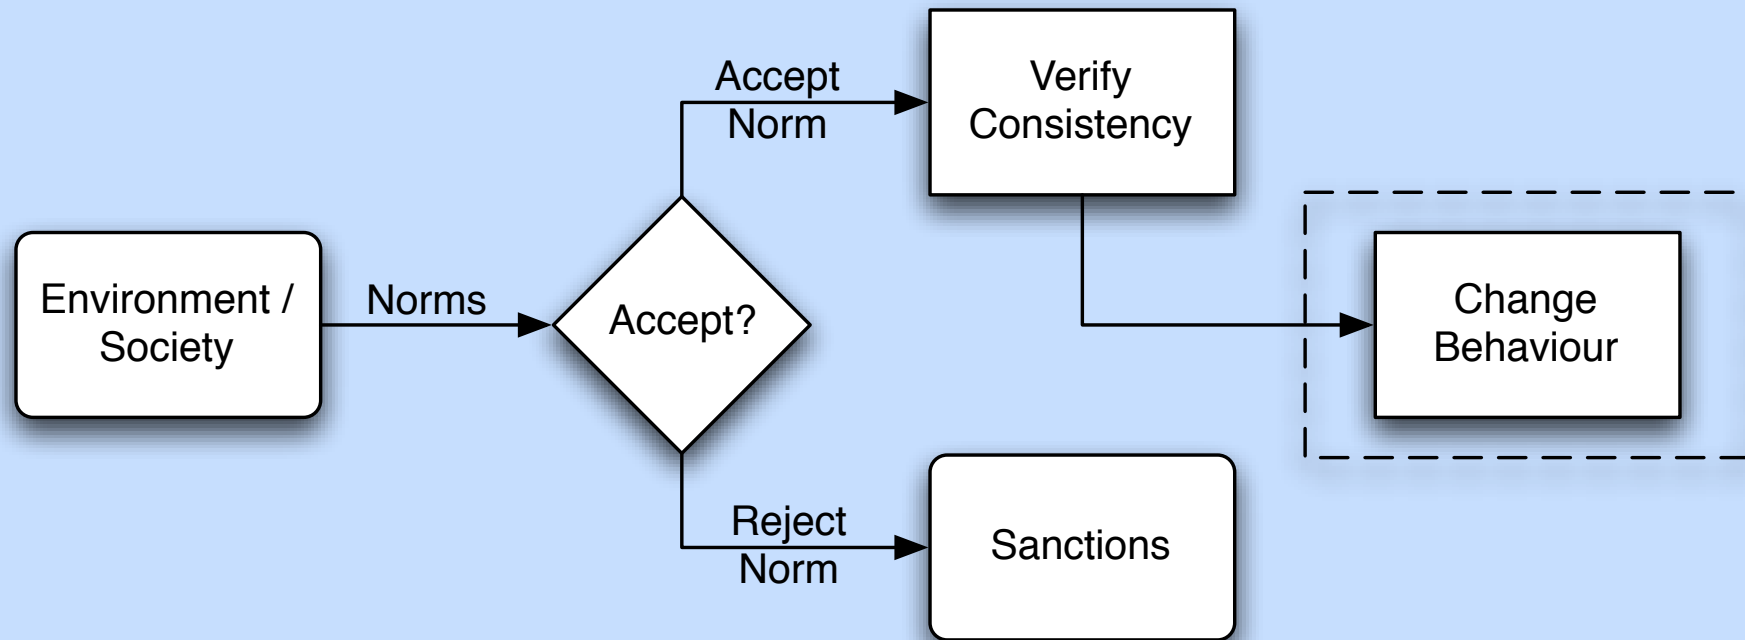 Environment /
Society
Norms
Accept?
Accept
Norm
Verify
Consistency
Change
Behaviour
Reject
Norm
Sanctions